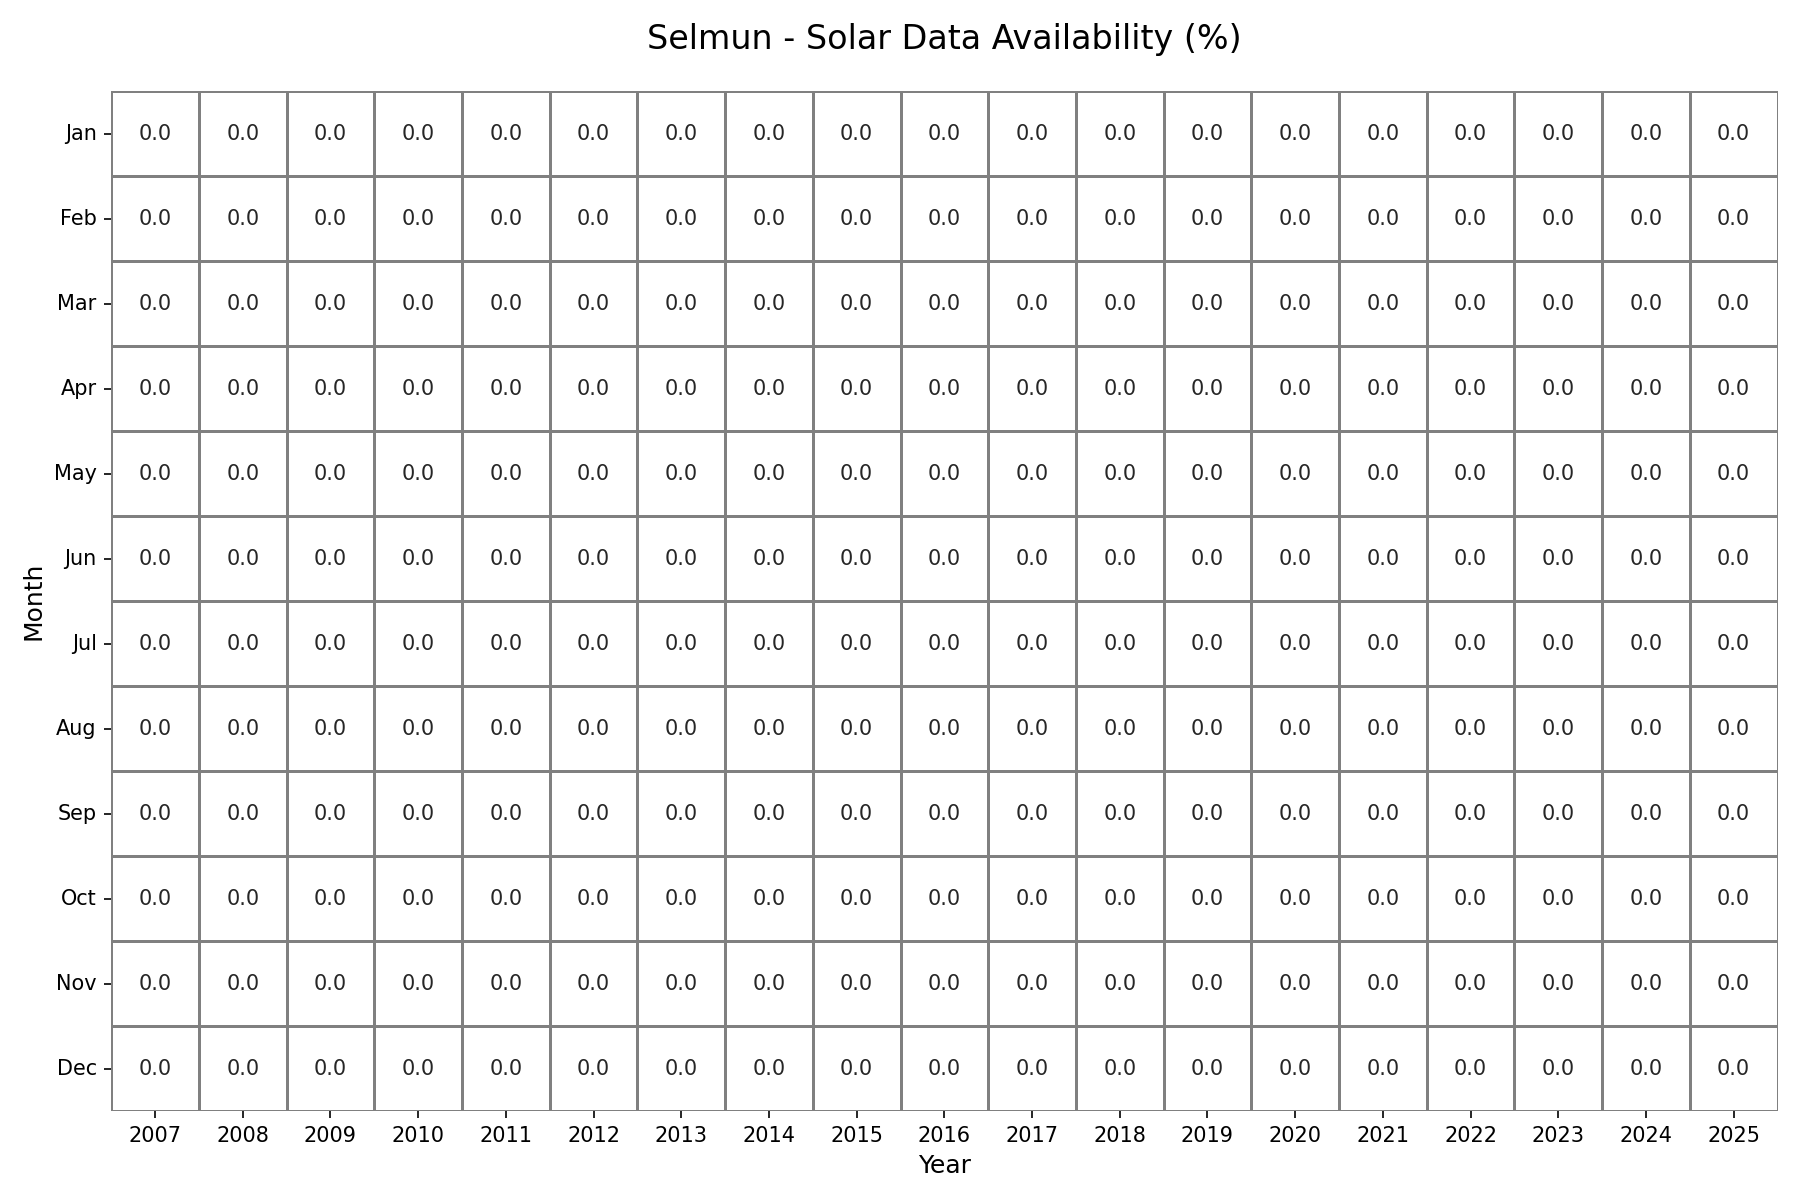 Selmun - Solar Data Availability (%)
Jan 0.0 0.0 0.0 0.0 0.0 0.0 0.0 0.0 0.0 0.0 0.0 0.0 0.0 0.0 0.0 0.0 0.0 0.0 0.0
Feb 0.0 0.0 0.0 0.0 0.0 0.0 0.0 0.0 0.0 0.0 0.0 0.0 0.0 0.0 0.0 0.0 0.0 0.0 0.0
Mar 0.0 0.0 0.0 0.0 0.0 0.0 0.0 0.0 0.0 0.0 0.0 0.0 0.0 0.0 0.0 0.0 0.0 0.0 0.0
Apr 0.0 0.0 0.0 0.0 0.0 0.0 0.0 0.0 0.0 0.0 0.0 0.0 0.0 0.0 0.0 0.0 0.0 0.0 0.0
May 0.0 0.0 0.0 0.0 0.0 0.0 0.0 0.0 0.0 0.0 0.0 0.0 0.0 0.0 0.0 0.0 0.0 0.0 0.0
Jun 0.0 0.0 0.0 0.0 0.0 0.0 0.0 0.0 0.0 0.0 0.0 0.0 0.0 0.0 0.0 0.0 0.0 0.0 0.0
Month
Jul 0.0 0.0 0.0 0.0 0.0 0.0 0.0 0.0 0.0 0.0 0.0 0.0 0.0 0.0 0.0 0.0 0.0 0.0 0.0
Aug 0.0 0.0 0.0 0.0 0.0 0.0 0.0 0.0 0.0 0.0 0.0 0.0 0.0 0.0 0.0 0.0 0.0 0.0 0.0
Sep 0.0 0.0 0.0 0.0 0.0 0.0 0.0 0.0 0.0 0.0 0.0 0.0 0.0 0.0 0.0 0.0 0.0 0.0 0.0
Oct 0.0 0.0 0.0 0.0 0.0 0.0 0.0 0.0 0.0 0.0 0.0 0.0 0.0 0.0 0.0 0.0 0.0 0.0 0.0
Nov 0.0 0.0 0.0 0.0 0.0 0.0 0.0 0.0 0.0 0.0 0.0 0.0 0.0 0.0 0.0 0.0 0.0 0.0 0.0
Dec 0.0 0.0 0.0 0.0 0.0 0.0 0.0 0.0 0.0 0.0 0.0 0.0 0.0 0.0 0.0 0.0 0.0 0.0 0.0
2007 2008 2009 2010 2011 2012 2013 2014 2015 2016 2017 2018 2019 2020 2021 2022 2023 2024 2025
Year